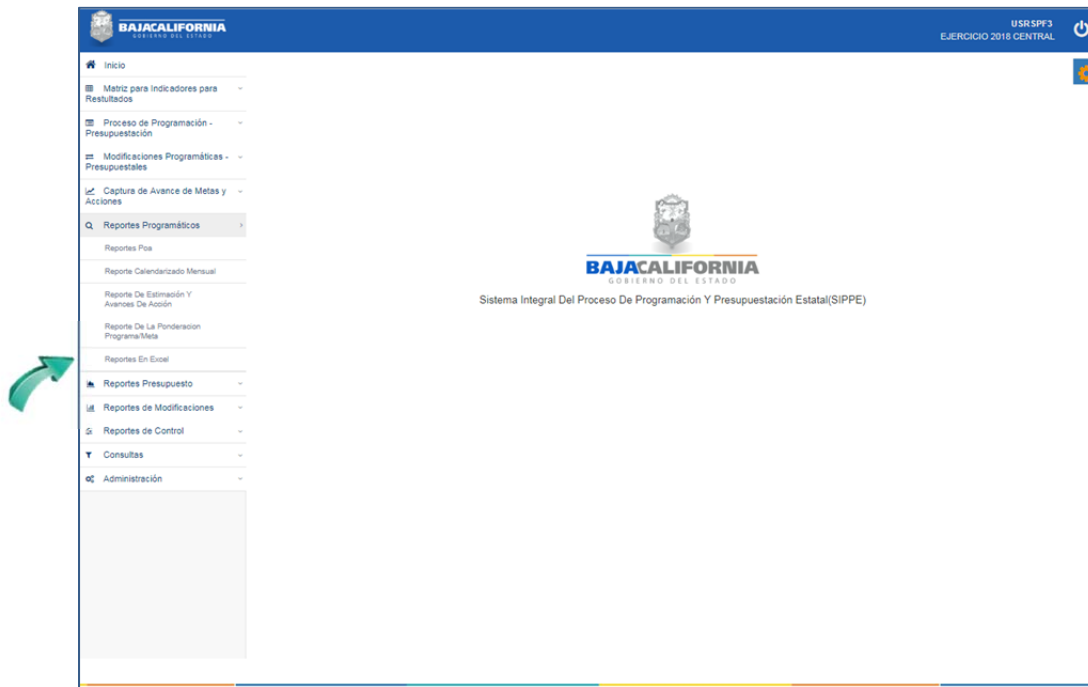 BAJACALIFORNIA
GOBIERNO DEL ESTADO
USRSPF3
EJERCICIO 2018 CENTRAL
Inicio
Matriz para Indicadores para
Restultados
Proceso de Programación -
Presupuestación
Modificaciones Programáticas -
Presupuestales
Captura de Avance de Metas y
Acciones
Reportes Programáticos
Reportes Poa
Reporte Calendarizado Mensual
Reporte De Estimación Y
Avances De Acción
Reporte De La Ponderacion
Programa/Meta
Reportes En Excel
Reportes Presupuesto
Reportes de Modificaciones
Reportes de Control
Consultas
Administración
BAJACALIFORNIA
GOBIERNO DEL ESTADO
Sistema Integral Del Proceso De Programación Y Presupuestación Estatal(SIPPE)